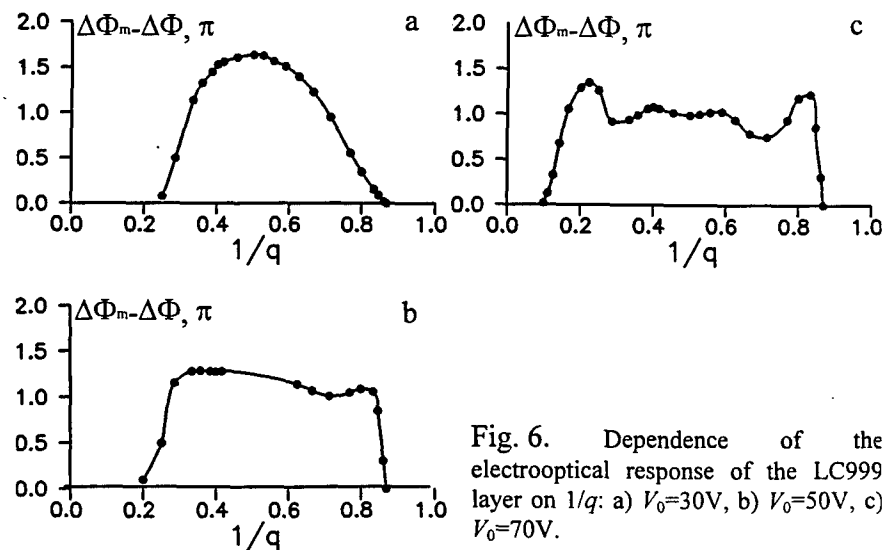 ΔΦm-ΔΦ, π a
2.0
1.5
1.0
0.5
0.0
0.0 0.2 0.4 0.6 0.8 1.0
1/q
ΔΦm-ΔΦ, π c
2.0
1.5
1.0
0.5
0.0
0.0 0.2 0.4 0.6 0.8 1.0
1/q
ΔΦm-ΔΦ, π b
2.0
1.5
1.0
0.5
0.0
0.0 0.2 0.4 0.6 0.8 1.0
1/q
Fig. 6. Dependence of the
electrooptical response of the LC999
layer on 1/q: a) V₀=30V, b) V₀=50V, c)
V₀=70V.